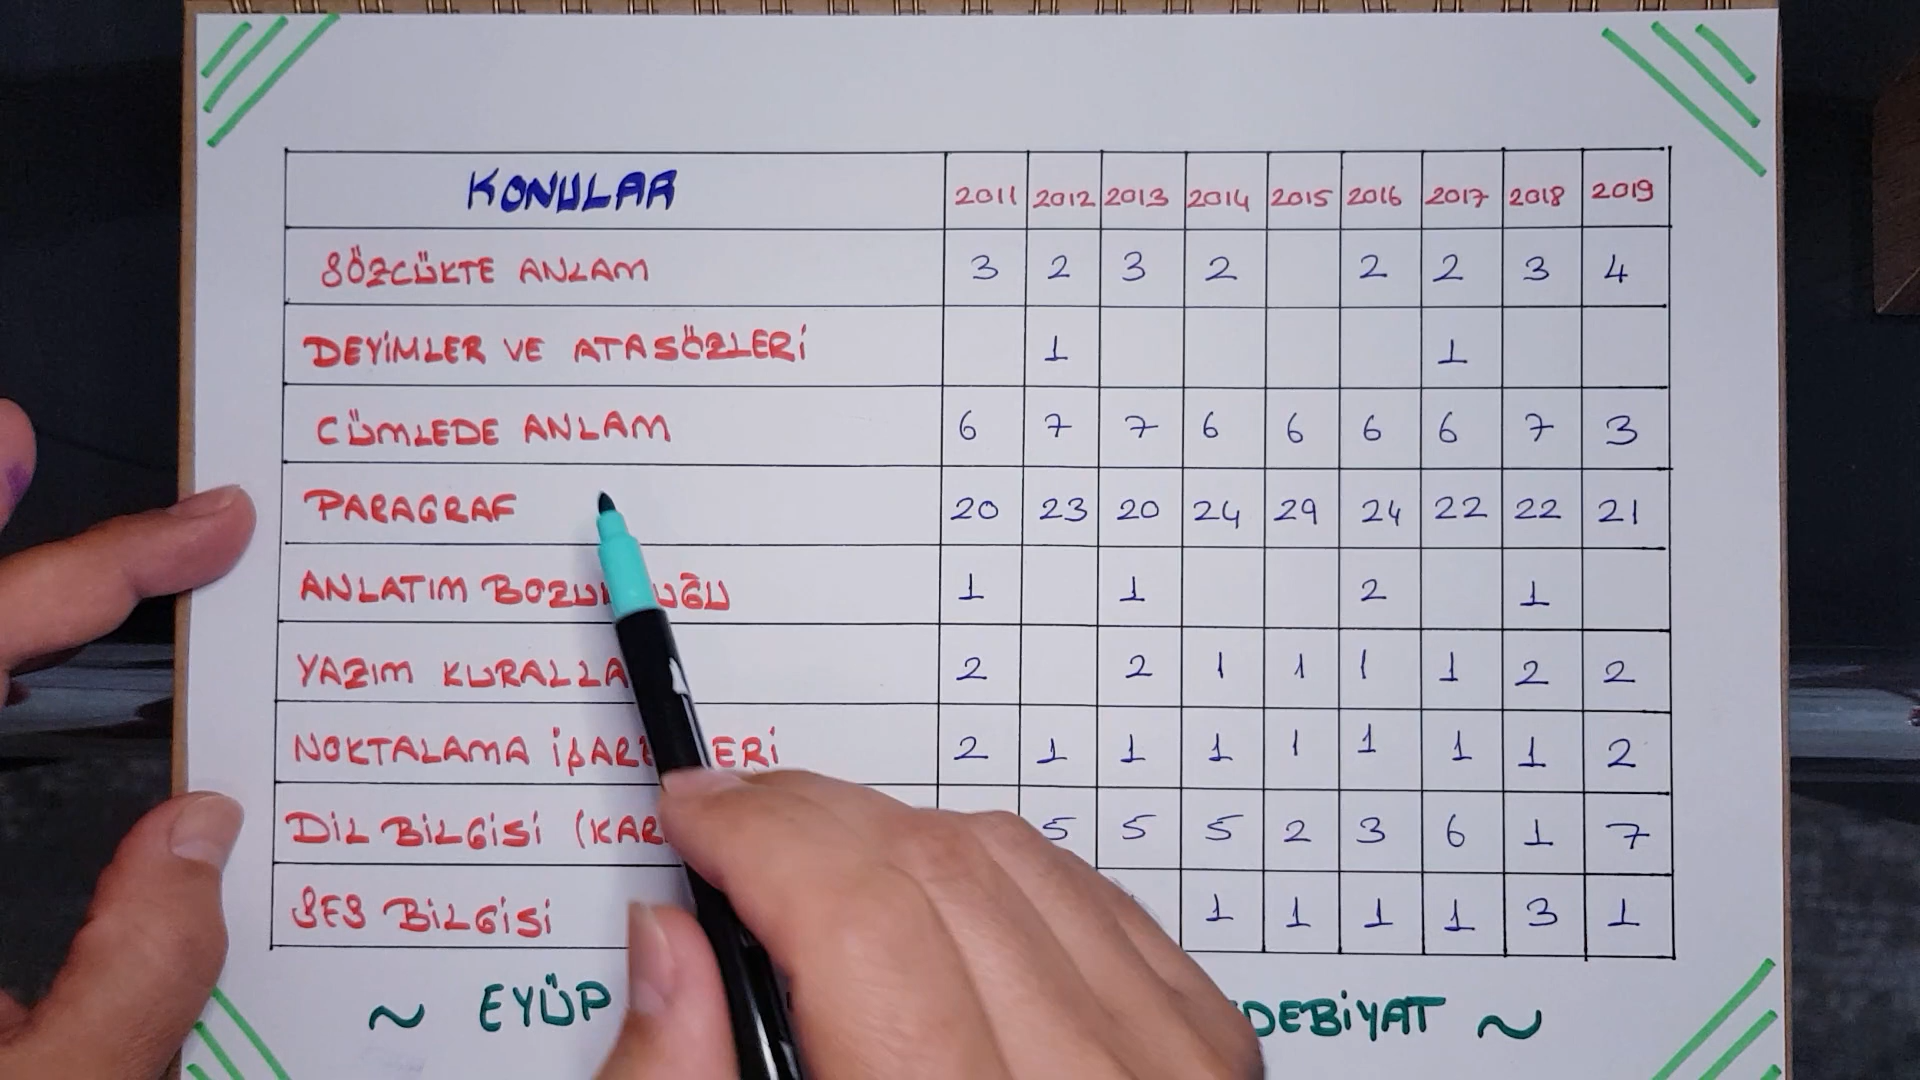 KONULAR 2011 2012 2013 2014 2015 2016 2017 2018 2019
SÖZCÜKTE ANLAM 3 2 3 2 2 2 3 4
DEYİMLER VE ATASÖZLERİ 1 1
CÜMLEDE ANLAM 6 7 7 6 6 6 6 7 3
PARAGRAF 20 23 20 24 29 24 22 22 21
ANLATIM 1 1 2 1
YAZIM 2 2 1 1 1 1 2 2
NOKTALAMA 2 1 1 1 1 1 1 1 2
DİL BİLGİSİ 5 5 5 2 3 6 1 7
SES BİLGİSİ 1 1 1 1 3 1
~ EYÜP EDEBİYAT ~